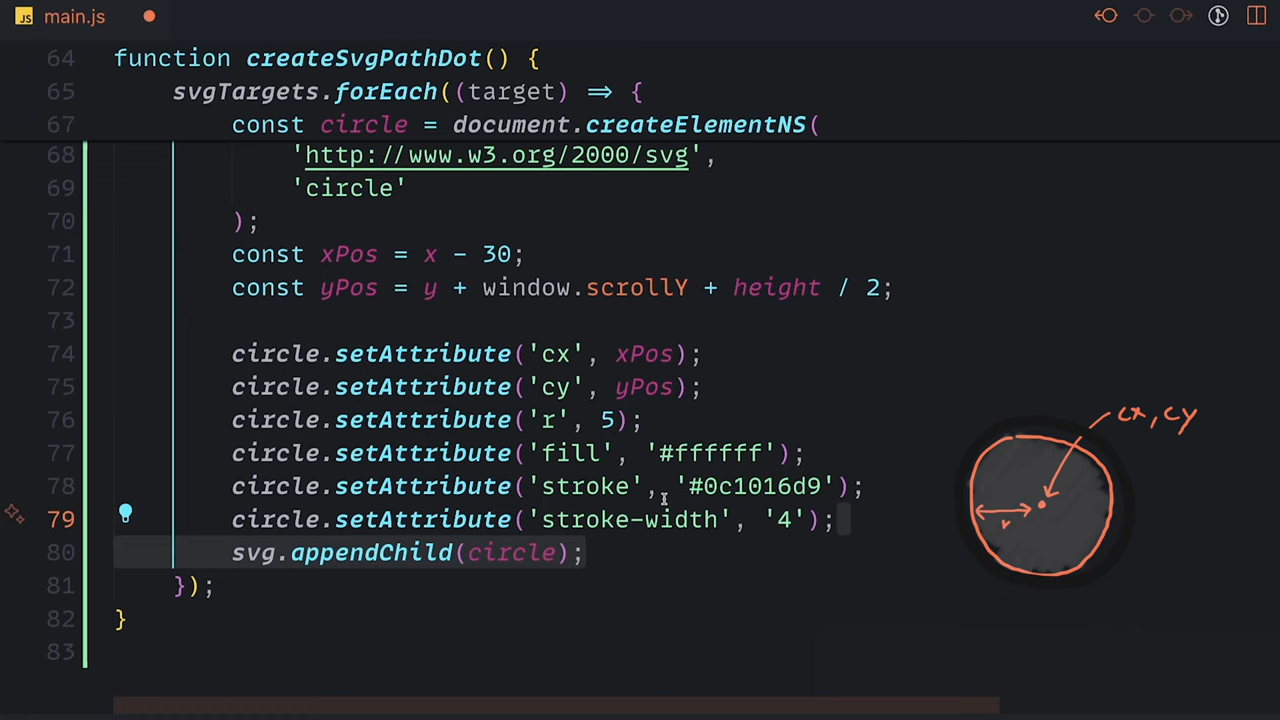 JS main.js
64 function createSvgPathDot() {
65 svgTargets.forEach((target) => {
67 const circle = document.createElementNS(
68 'http://www.w3.org/2000/svg',
69 'circle'
70 );
71 const xPos = x - 30;
72 const yPos = y + window.scrollY + height / 2;
73
74 circle.setAttribute('cx', xPos);
75 circle.setAttribute('cy', yPos);
76 circle.setAttribute('r', 5);
77 circle.setAttribute('fill', '#ffffff');
78 circle.setAttribute('stroke', '#0c1016d9');
79 circle.setAttribute('stroke-width', '4');
80 svg.appendChild(circle);
81 });
82 }
83
cx, cy
r